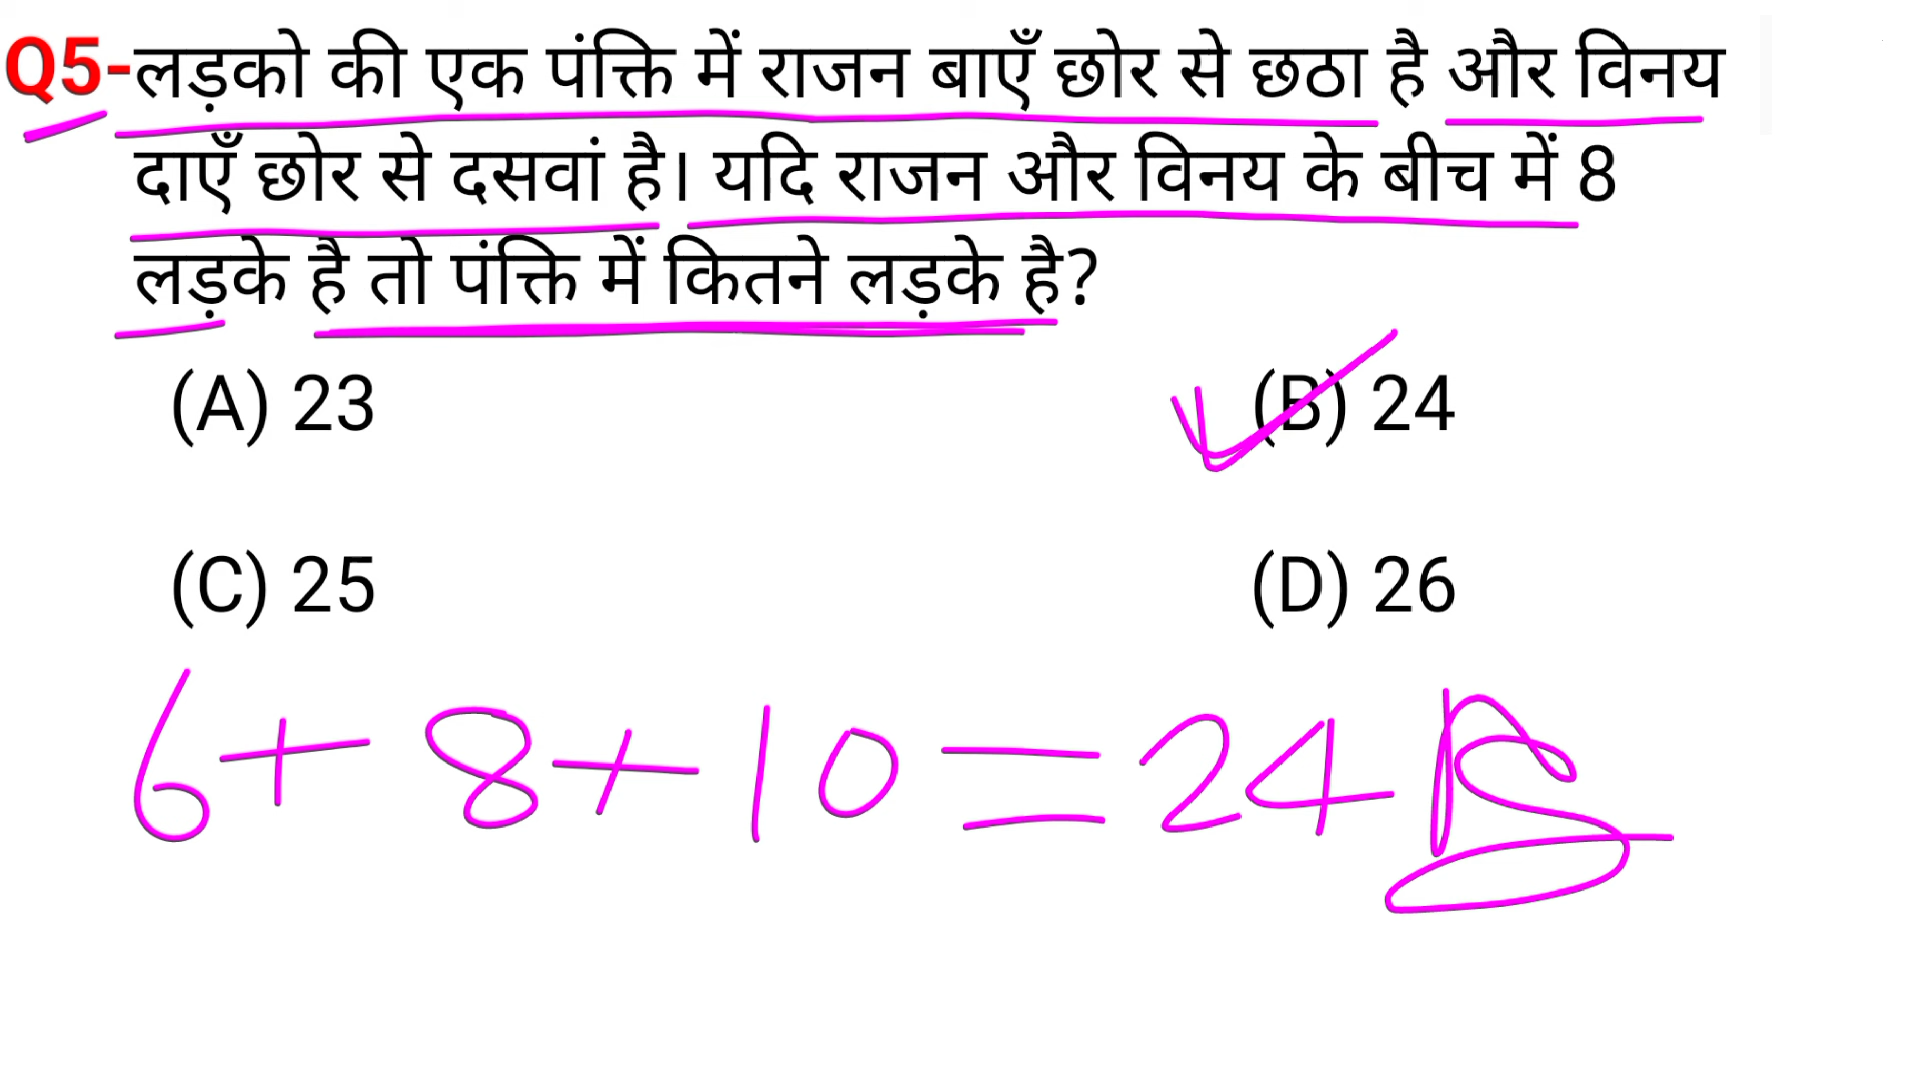 Q5-लड़को की एक पंक्ति में राजन बाएँ छोर से छठा है और विनय
दाएँ छोर से दसवां है। यदि राजन और विनय के बीच में 8
लड़के है तो पंक्ति में कितने लड़के है?
(A) 23 (B) 24
(C) 25 (D) 26
6+8+10=24 B